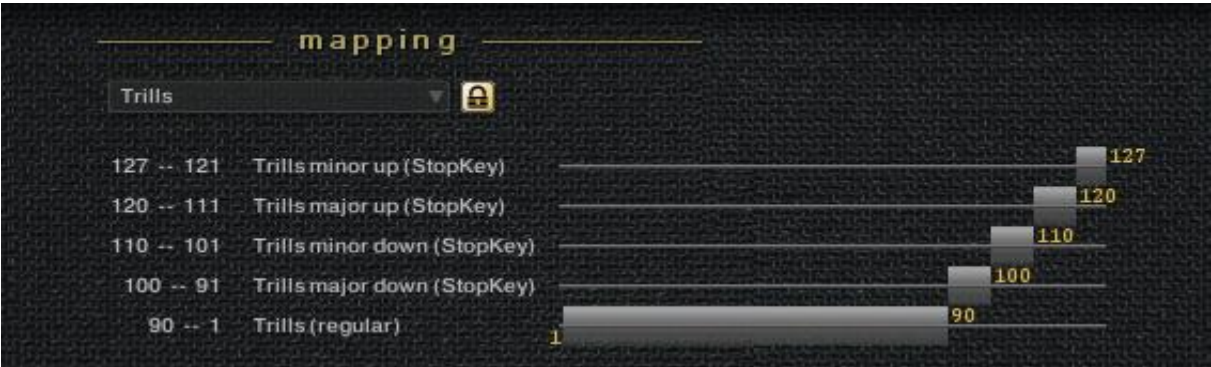 mapping
Trills
127 -- 121 Trills minor up (StopKey) 127
120 -- 111 Trills major up (StopKey) 120
110 -- 101 Trills minor down (StopKey) 110
100 -- 91 Trills major down (StopKey) 100
90 -- 1 Trills (regular) 1 90